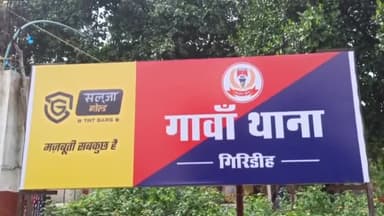 सलूजा
गोल्ड
TMT BARS
मजबूती सबकुछ है
गावाँ थाना
गिरिडीह